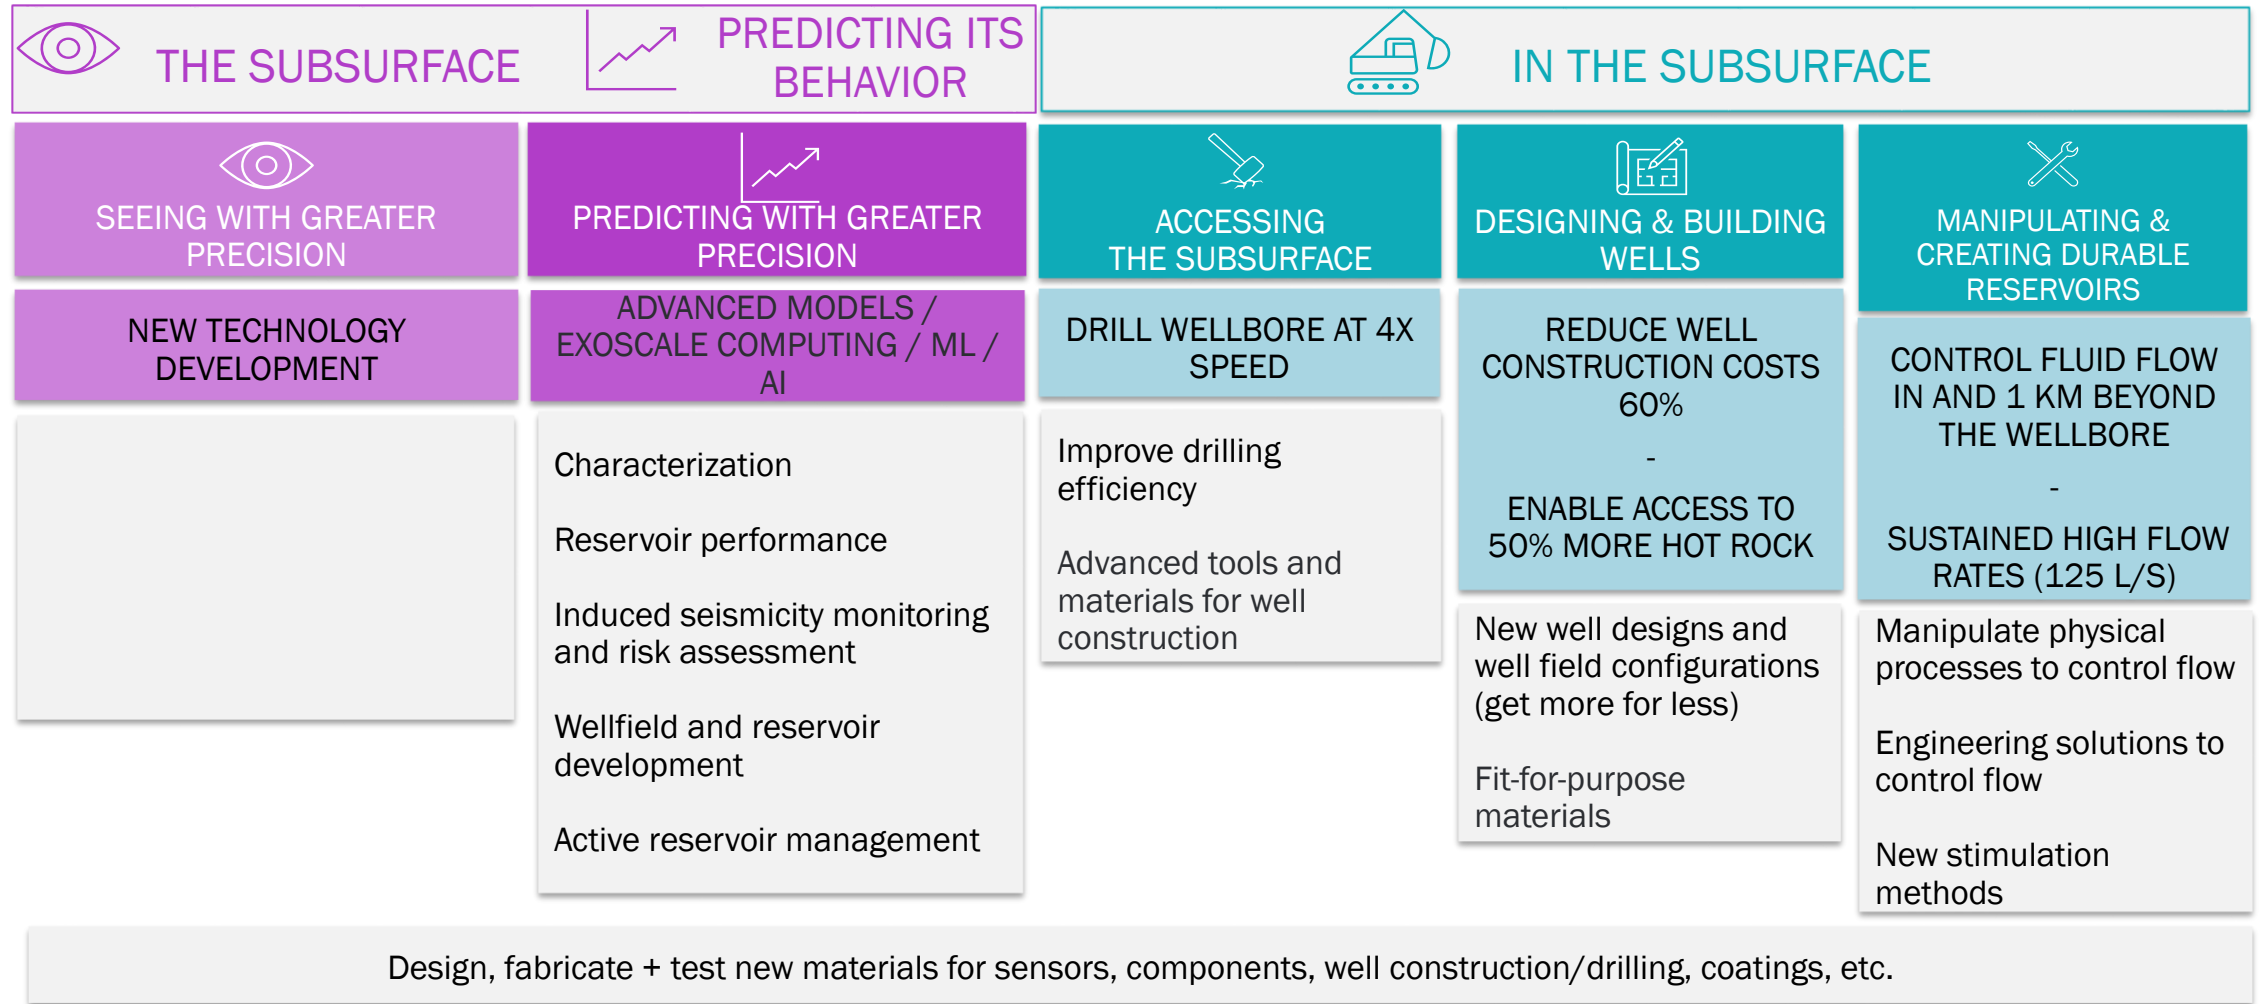 THE SUBSURFACE
PREDICTING ITS
BEHAVIOR
IN THE SUBSURFACE
SEEING WITH GREATER
PRECISION
NEW TECHNOLOGY
DEVELOPMENT
PREDICTING WITH GREATER
PRECISION
ADVANCED MODELS /
EXOSCALE COMPUTING / ML /
AI
Characterization
Reservoir performance
Induced seismicity monitoring
and risk assessment
Wellfield and reservoir
development
Active reservoir management
ACCESSING
THE SUBSURFACE
DRILL WELLBORE AT 4X
SPEED
Improve drilling
efficiency
Advanced tools and
materials for well
construction
DESIGNING & BUILDING
WELLS
REDUCE WELL
CONSTRUCTION COSTS
60%
-
ENABLE ACCESS TO
50% MORE HOT ROCK
New well designs and
well field configurations
(get more for less)
Fit-for-purpose
materials
MANIPULATING &
CREATING DURABLE
RESERVOIRS
CONTROL FLUID FLOW
IN AND 1 KM BEYOND
THE WELLBORE
-
SUSTAINED HIGH FLOW
RATES (125 L/S)
Manipulate physical
processes to control flow
Engineering solutions to
control flow
New stimulation
methods
Design, fabricate + test new materials for sensors, components, well construction/drilling, coatings, etc.